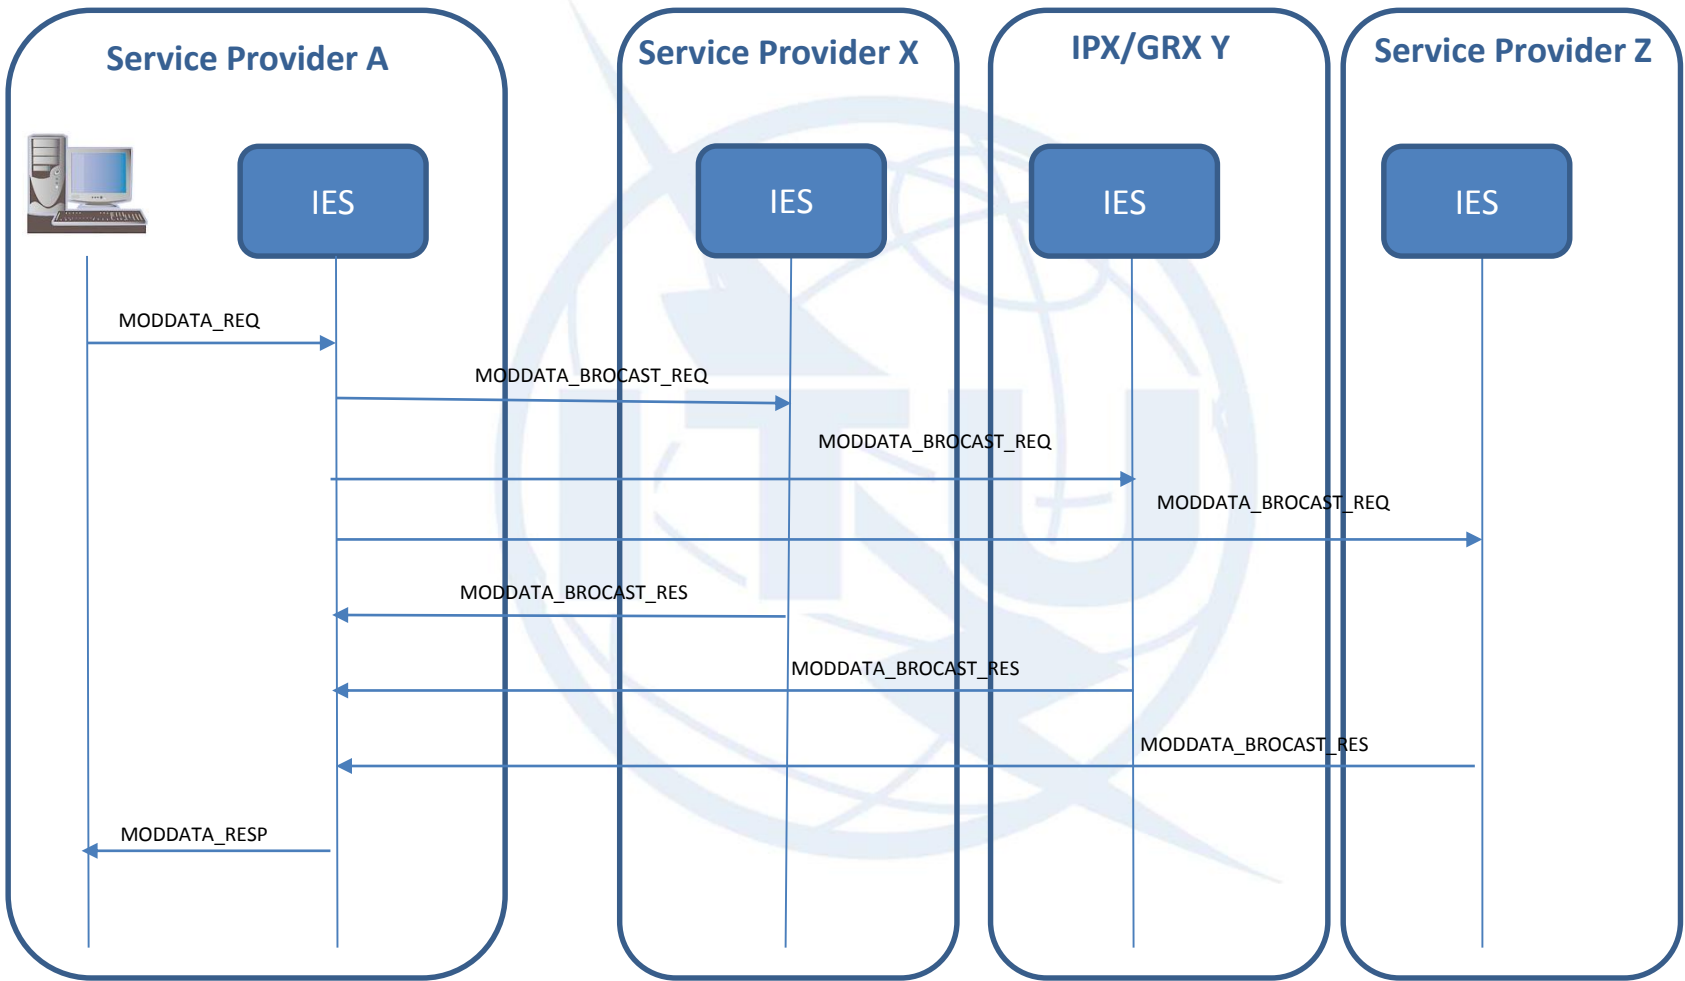 Service Provider A
Service Provider X
IPX/GRX Y
Service Provider Z
IES
IES
IES
IES
MODDATA_REQ
MODDATA_BROCAST_REQ
MODDATA_BROCAST_REQ
MODDATA_BROCAST_REQ
MODDATA_BROCAST_RES
MODDATA_BROCAST_RES
MODDATA_BROCAST_RES
MODDATA_RESP
ITU